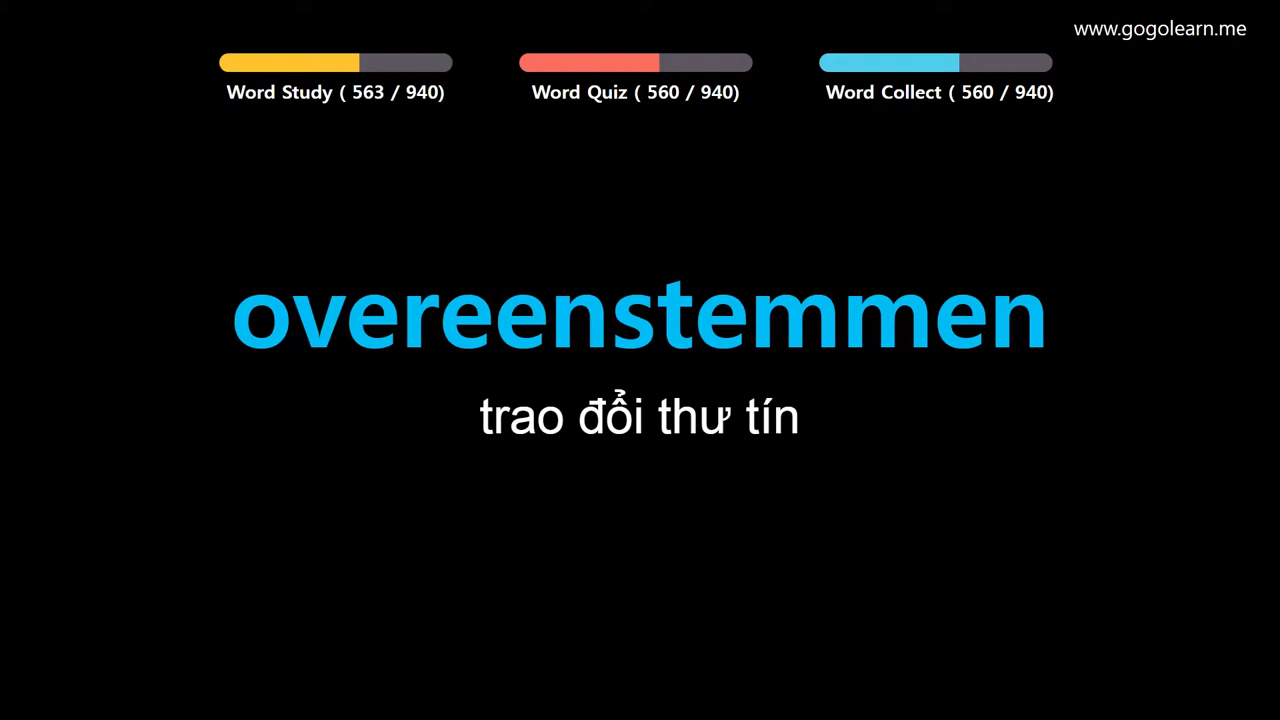 www.gogolearn.me
Word Study ( 563 / 940)
Word Quiz ( 560 / 940)
Word Collect ( 560 / 940)
overeenstemmen
trao đổi thư tín